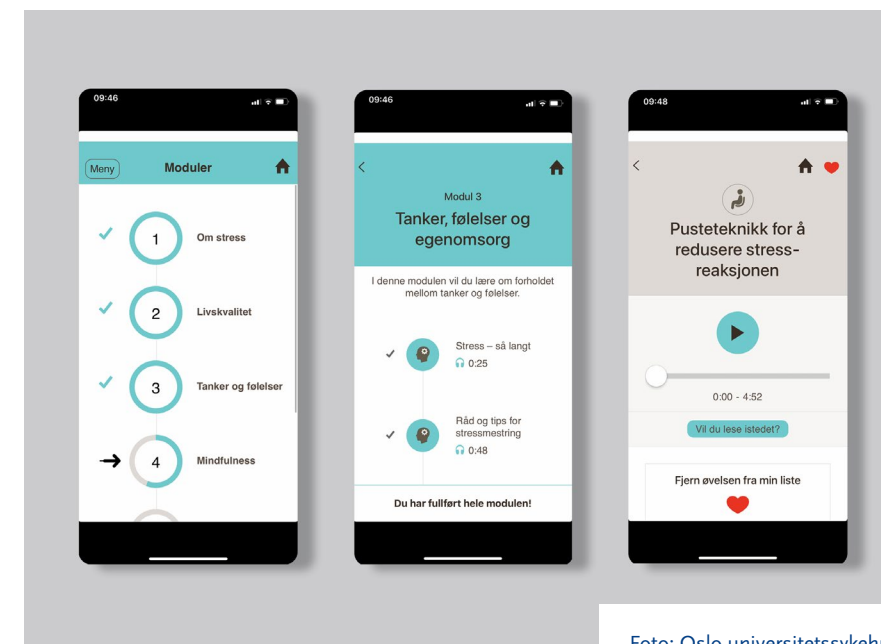 09:46
Meny
Moduler
1
Om stress
2
Livskvalitet
3
Tanker og følelser
4
Mindfulness
09:46
Modul 3
Tanker, følelser og
egenomsorg
I denne modulen vil du lære om forholdet
mellom tanker og følelser.
Stress – så langt
0:25
Råd og tips for
stressmestring
0:48
Du har fullført hele modulen!
09:48
Pusteteknikk for å
redusere stress-
reaksjonen
0:00 - 4:52
Vil du lese istedet?
Fjern øvelsen fra min liste
Foto: Oslo